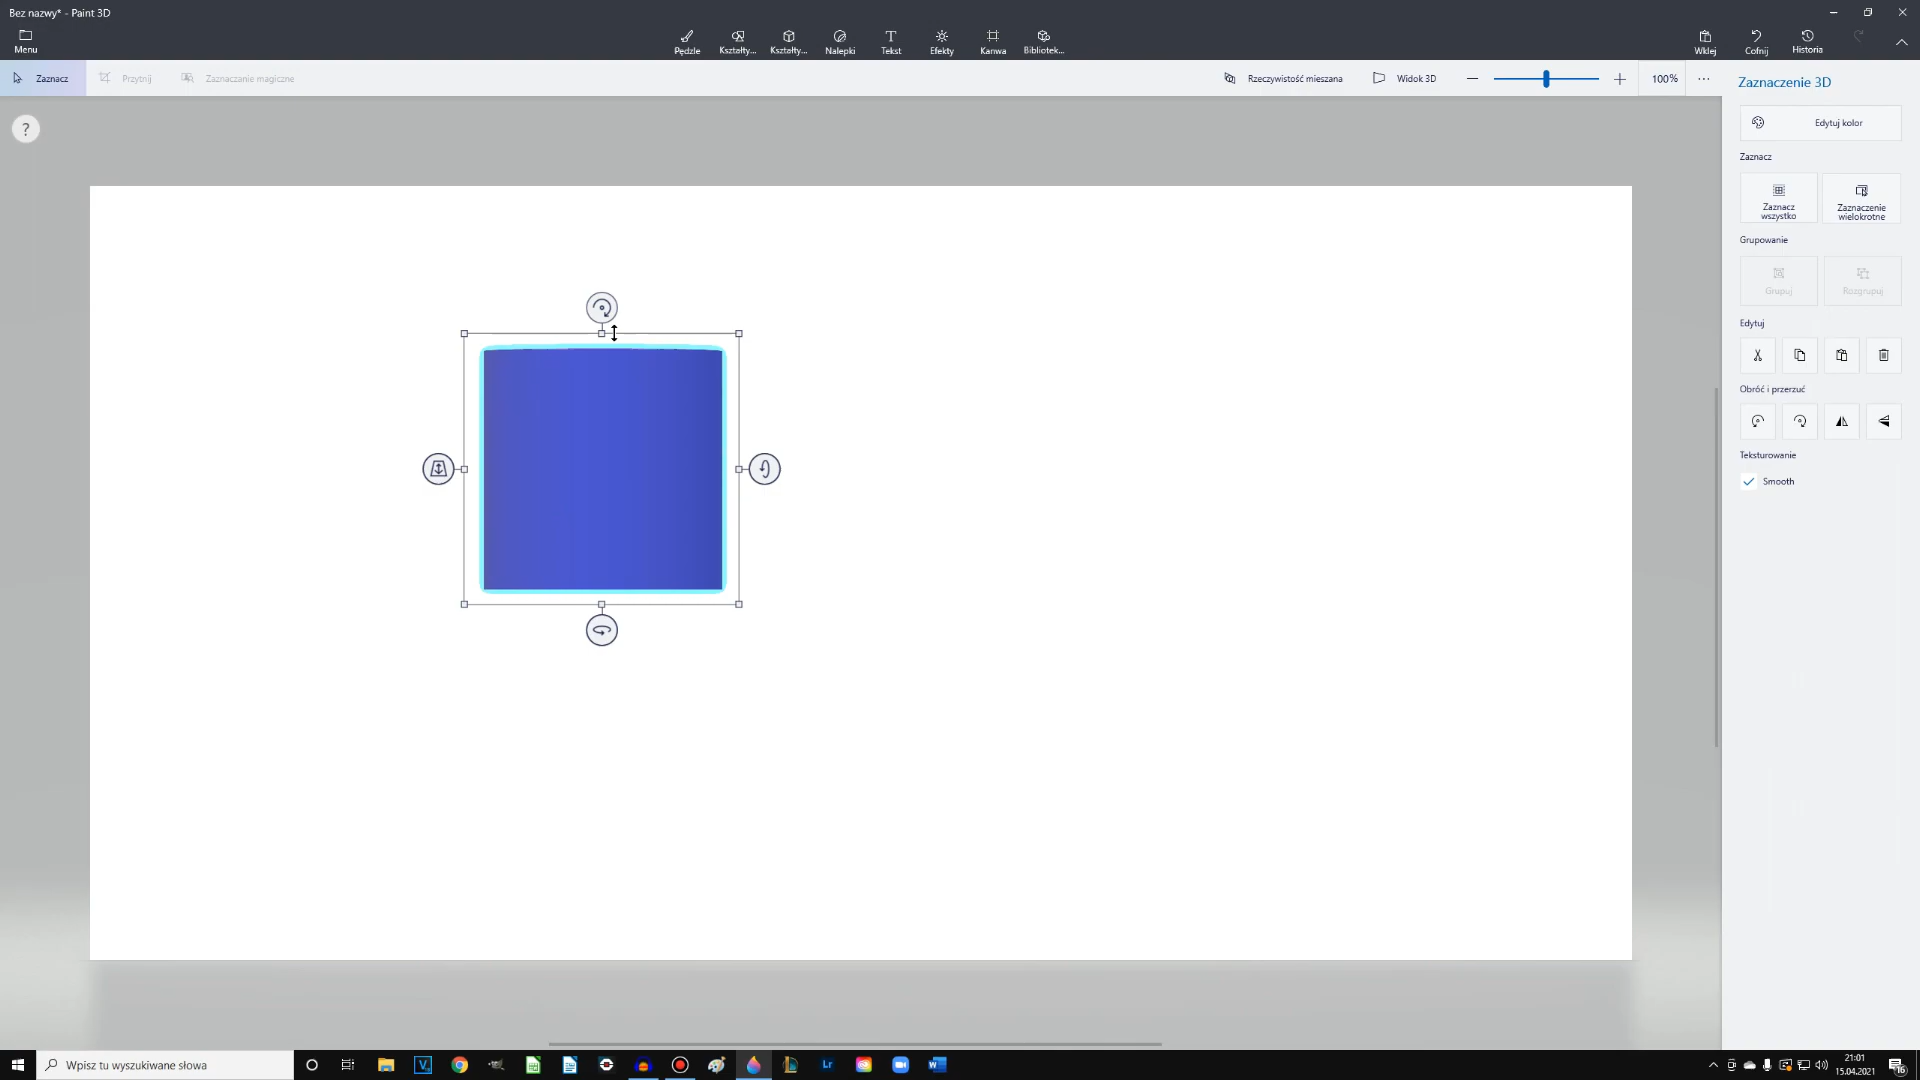 Bez nazwy* - Paint 3D
Menu
Pędzle
Kształty...
Kształty...
Nalepki
Tekst
Efekty
Kanwa
Bibliotek...
Wklej
Cofnij
Historia
Zaznacz
Przytnij
Zaznaczanie magiczne
Rzeczywistość mieszana
Widok 3D
100%
?
Zaznaczenie 3D
Edytuj kolor
Zaznacz
Zaznacz
wszystko
Zaznaczenie
wielokrotne
Grupowanie
Grupuj
Rozgrupuj
Edytuj
Obróć i przerzuć
Teksturowanie
Smooth
Wpisz tu wyszukiwane słowa
Lr
21:01
15.04.2021
16